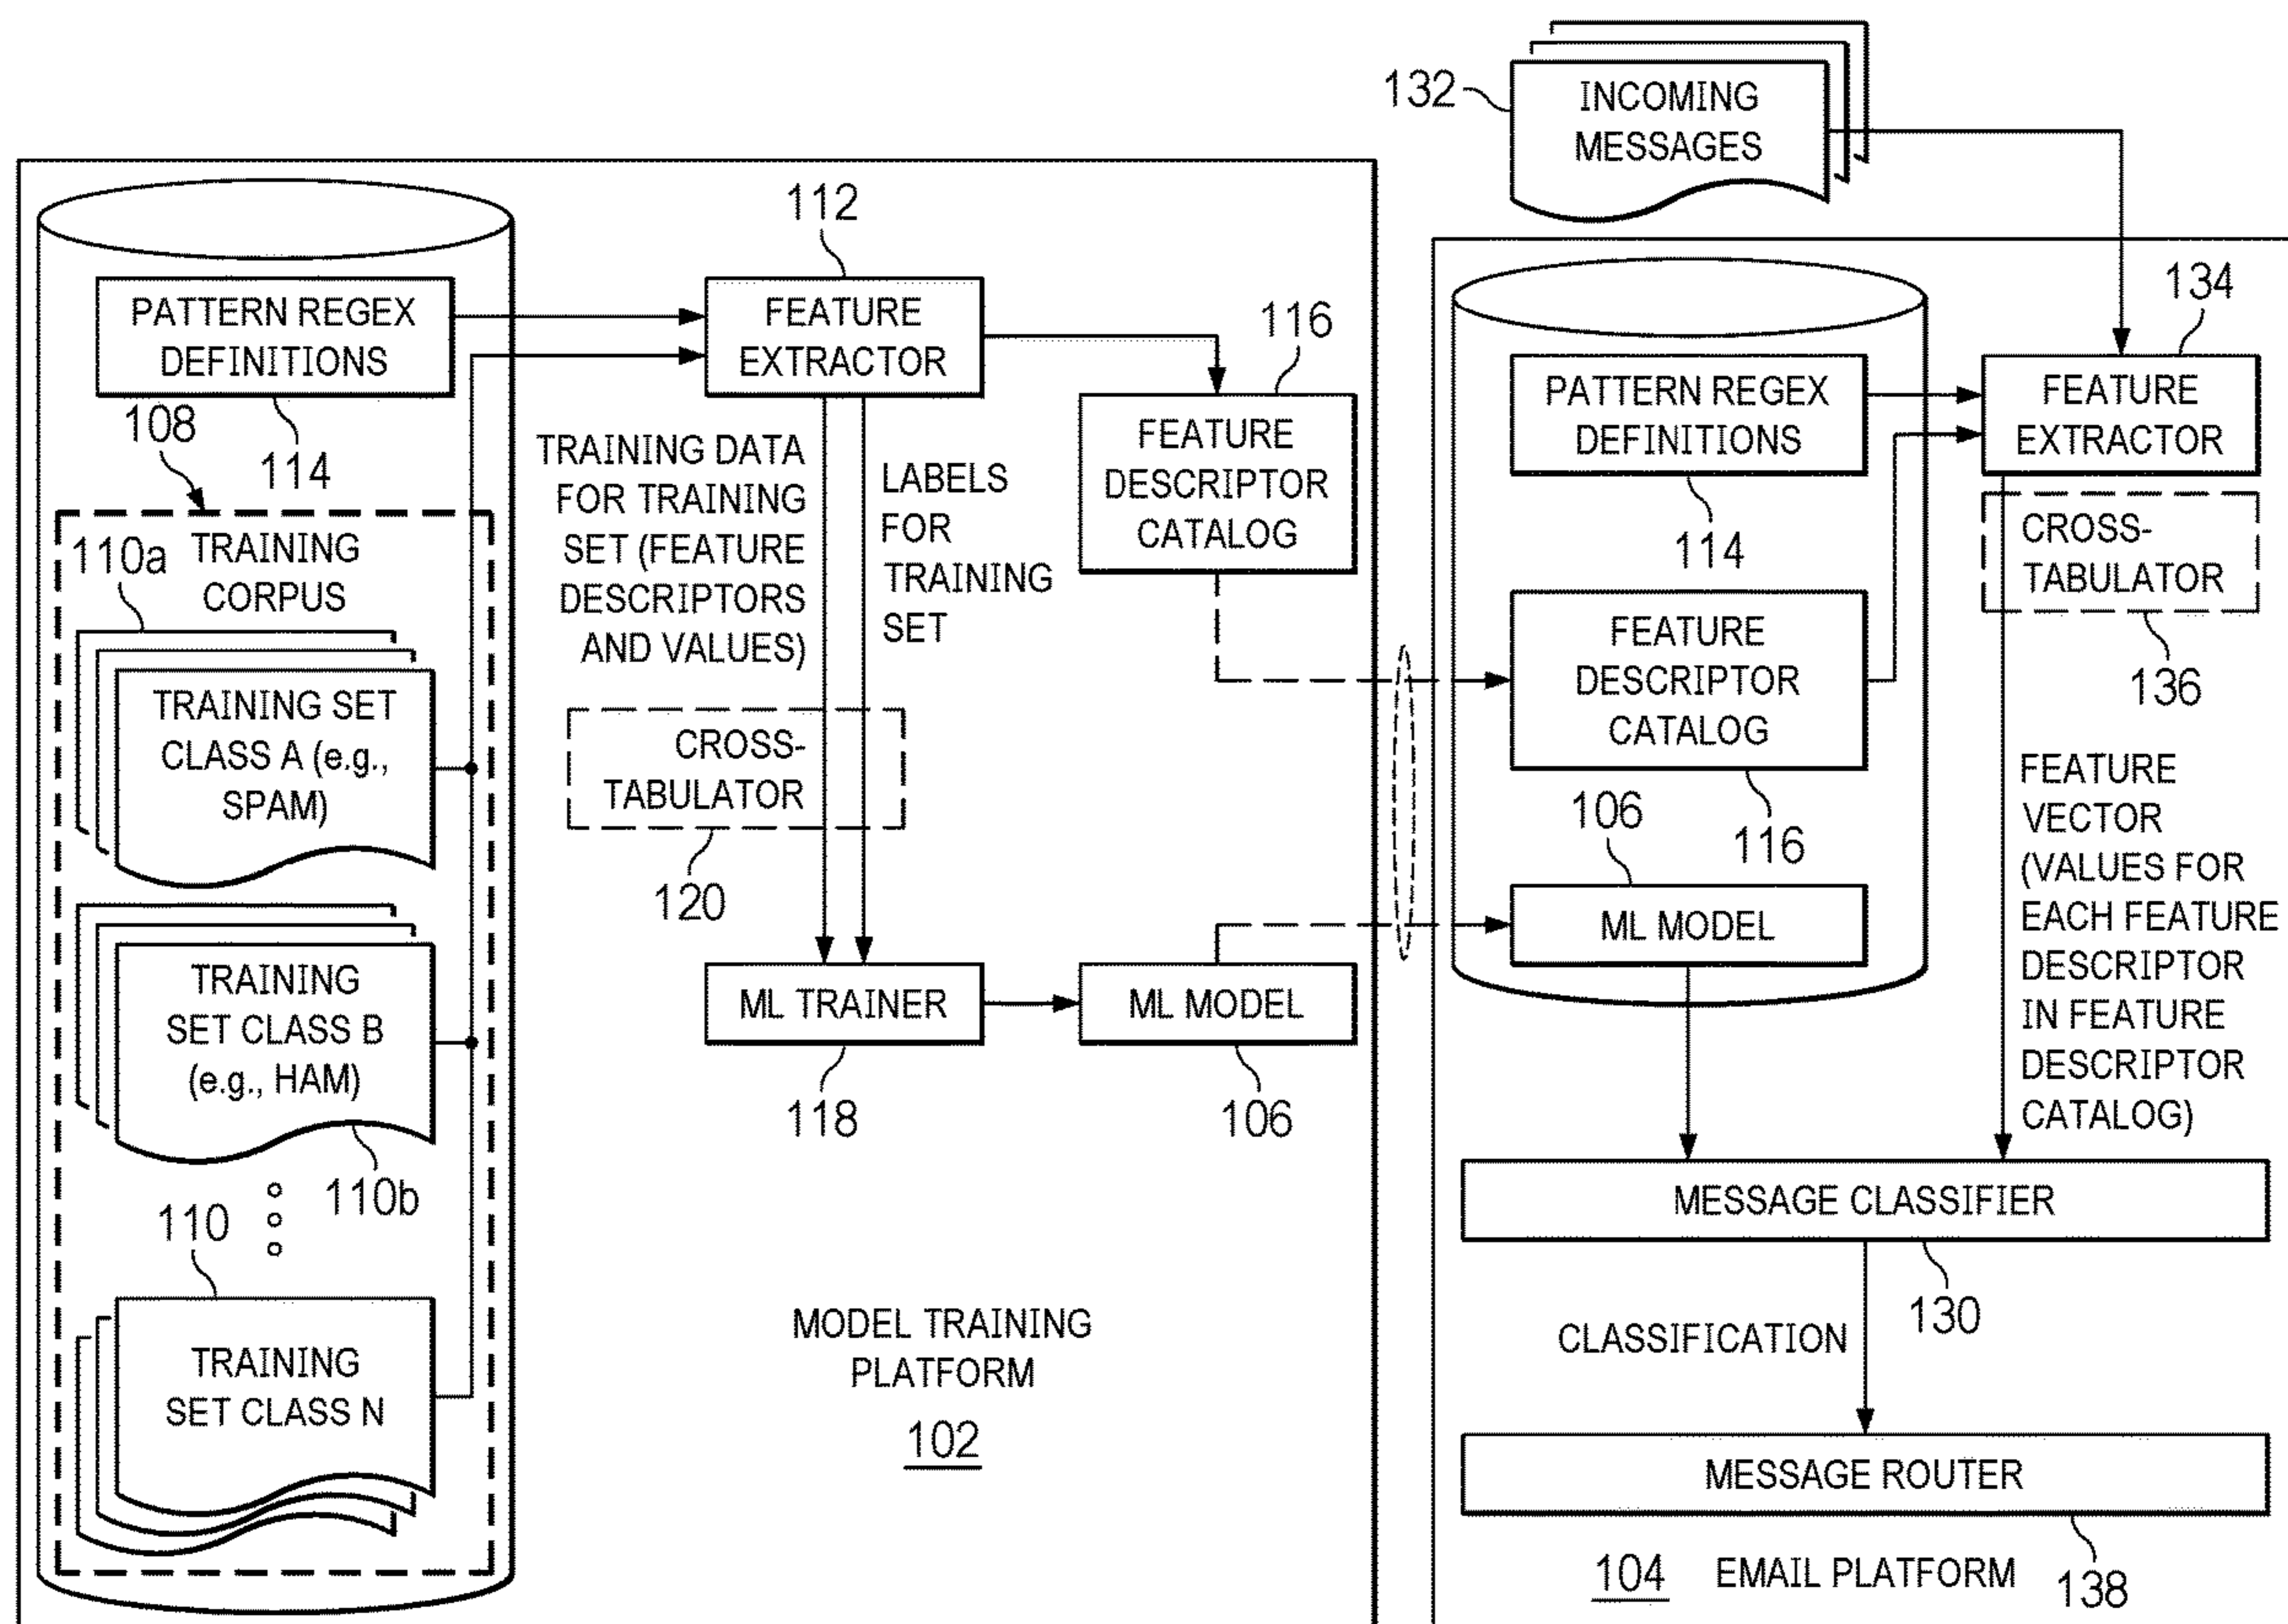 132
INCOMING
MESSAGES
112
PATTERN REGEX
DEFINITIONS
FEATURE
EXTRACTOR
108
114
116
FEATURE
DESCRIPTOR
CATALOG
TRAINING DATA
FOR TRAINING
SET (FEATURE
DESCRIPTORS
AND VALUES)
LABELS
FOR
TRAINING
SET
110a
TRAINING
CORPUS
TRAINING SET
CLASS A (e.g.,
SPAM)
CROSS-
TABULATOR
120
TRAINING
SET CLASS B
(e.g., HAM)
110b
ML TRAINER
118
ML MODEL
106
110
TRAINING
SET CLASS N
MODEL TRAINING
PLATFORM
102
134
PATTERN REGEX
DEFINITIONS
114
FEATURE
EXTRACTOR
CROSS-
TABULATOR
136
FEATURE
DESCRIPTOR
CATALOG
116
106
ML MODEL
FEATURE
VECTOR
(VALUES FOR
EACH FEATURE
DESCRIPTOR
IN FEATURE
DESCRIPTOR
CATALOG)
MESSAGE CLASSIFIER
130
CLASSIFICATION
MESSAGE ROUTER
138
104 EMAIL PLATFORM